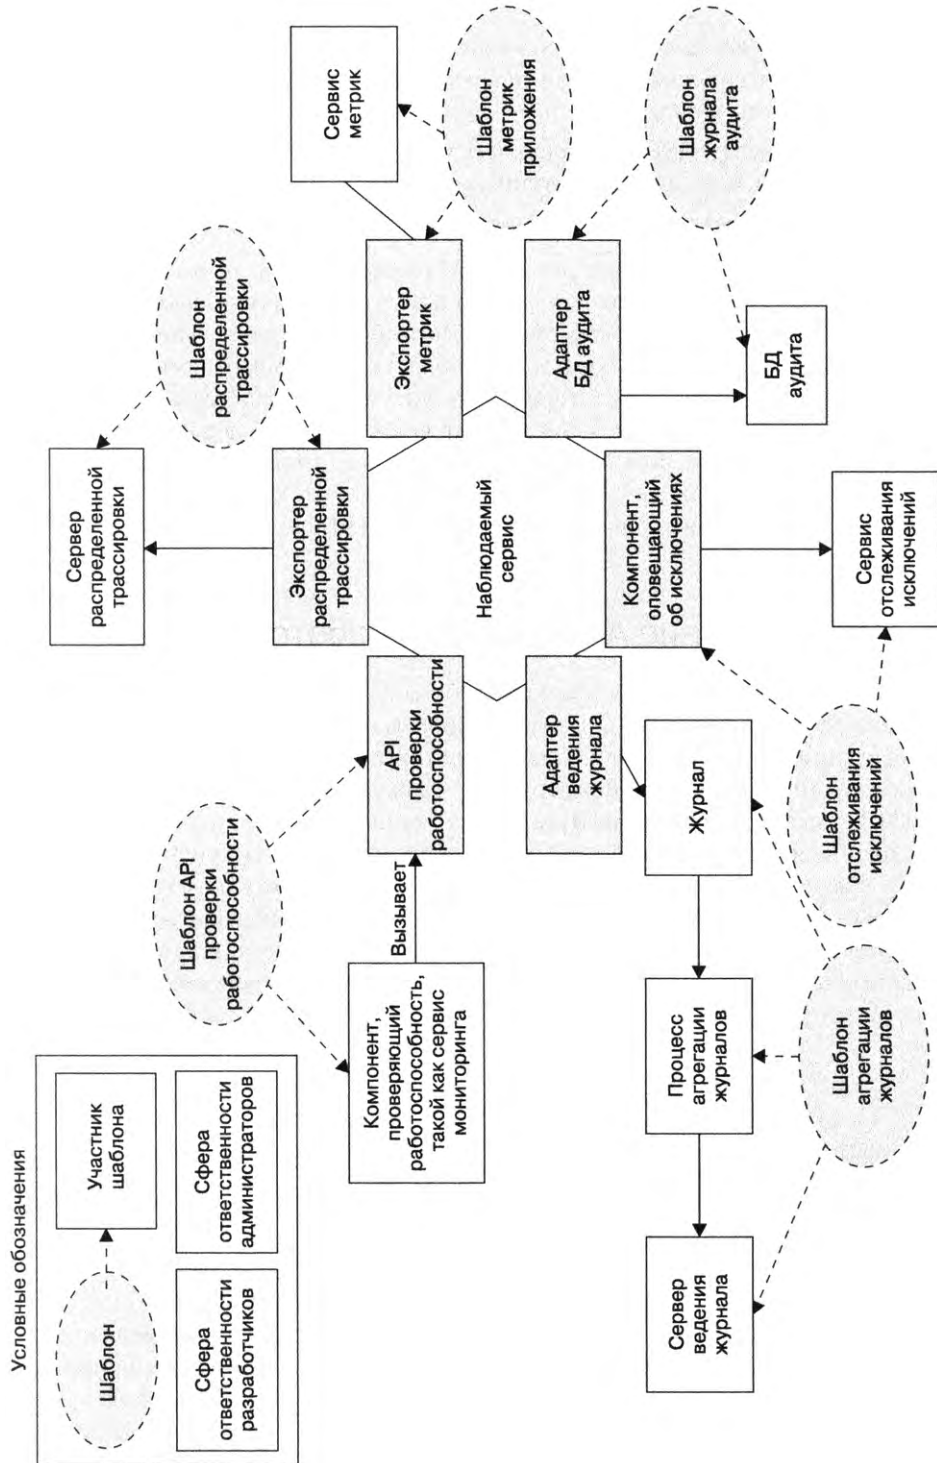 Условные обозначения
Шаблон
Участник
шаблона
Сфера
ответственности
разработчиков
Сфера
ответственности
администраторов
Шаблон API
проверки
работоспособности
Компонент,
проверяющий
работоспособность,
такой как сервис
мониторинга
Вызывает
API
проверки
работоспособности
Сервер
распределенной
трассировки
Шаблон
распределенной
трассировки
Экспортер
распределенной
трассировки
Сервис
метрик
Шаблон
метрик
приложения
Экспортер
метрик
Наблюдаемый
сервис
Адаптер
ведения
журнала
Компонент,
оповещающий
об исключениях
Адаптер
БД аудита
Шаблон
журнала
аудита
БД
аудита
Сервер
ведения
журнала
Процесс
агрегации
журналов
Журнал
Сервис
отслеживания
исключений
Шаблон
агрегации
журналов
Шаблон
отслеживания
исключений